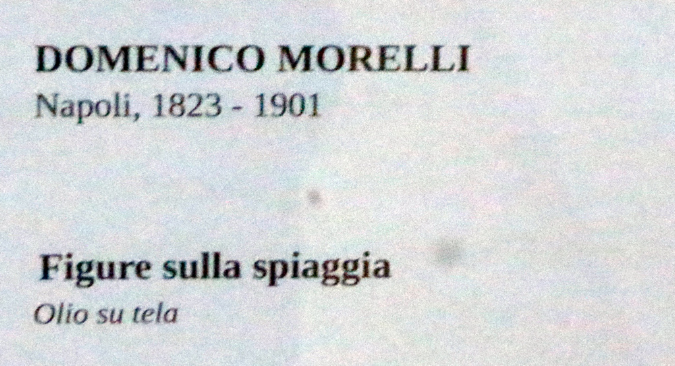 DOMENICO MORELLI
Napoli, 1823 - 1901
Figure sulla spiaggia
Olio su tela